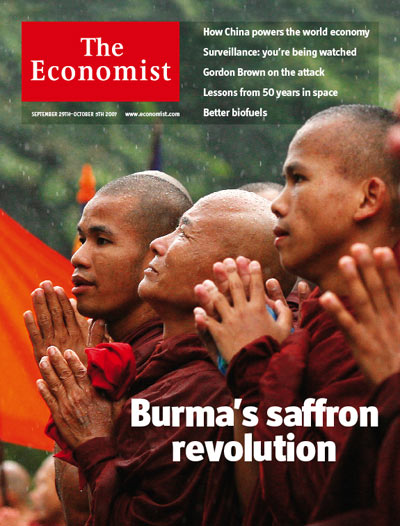 The
Economist
SEPTEMBER 29TH–OCTOBER 5TH 2007 www.economist.com
How China powers the world economy
Surveillance: you're being watched
Gordon Brown on the attack
Lessons from 50 years in space
Better biofuels
Burma's saffron
revolution